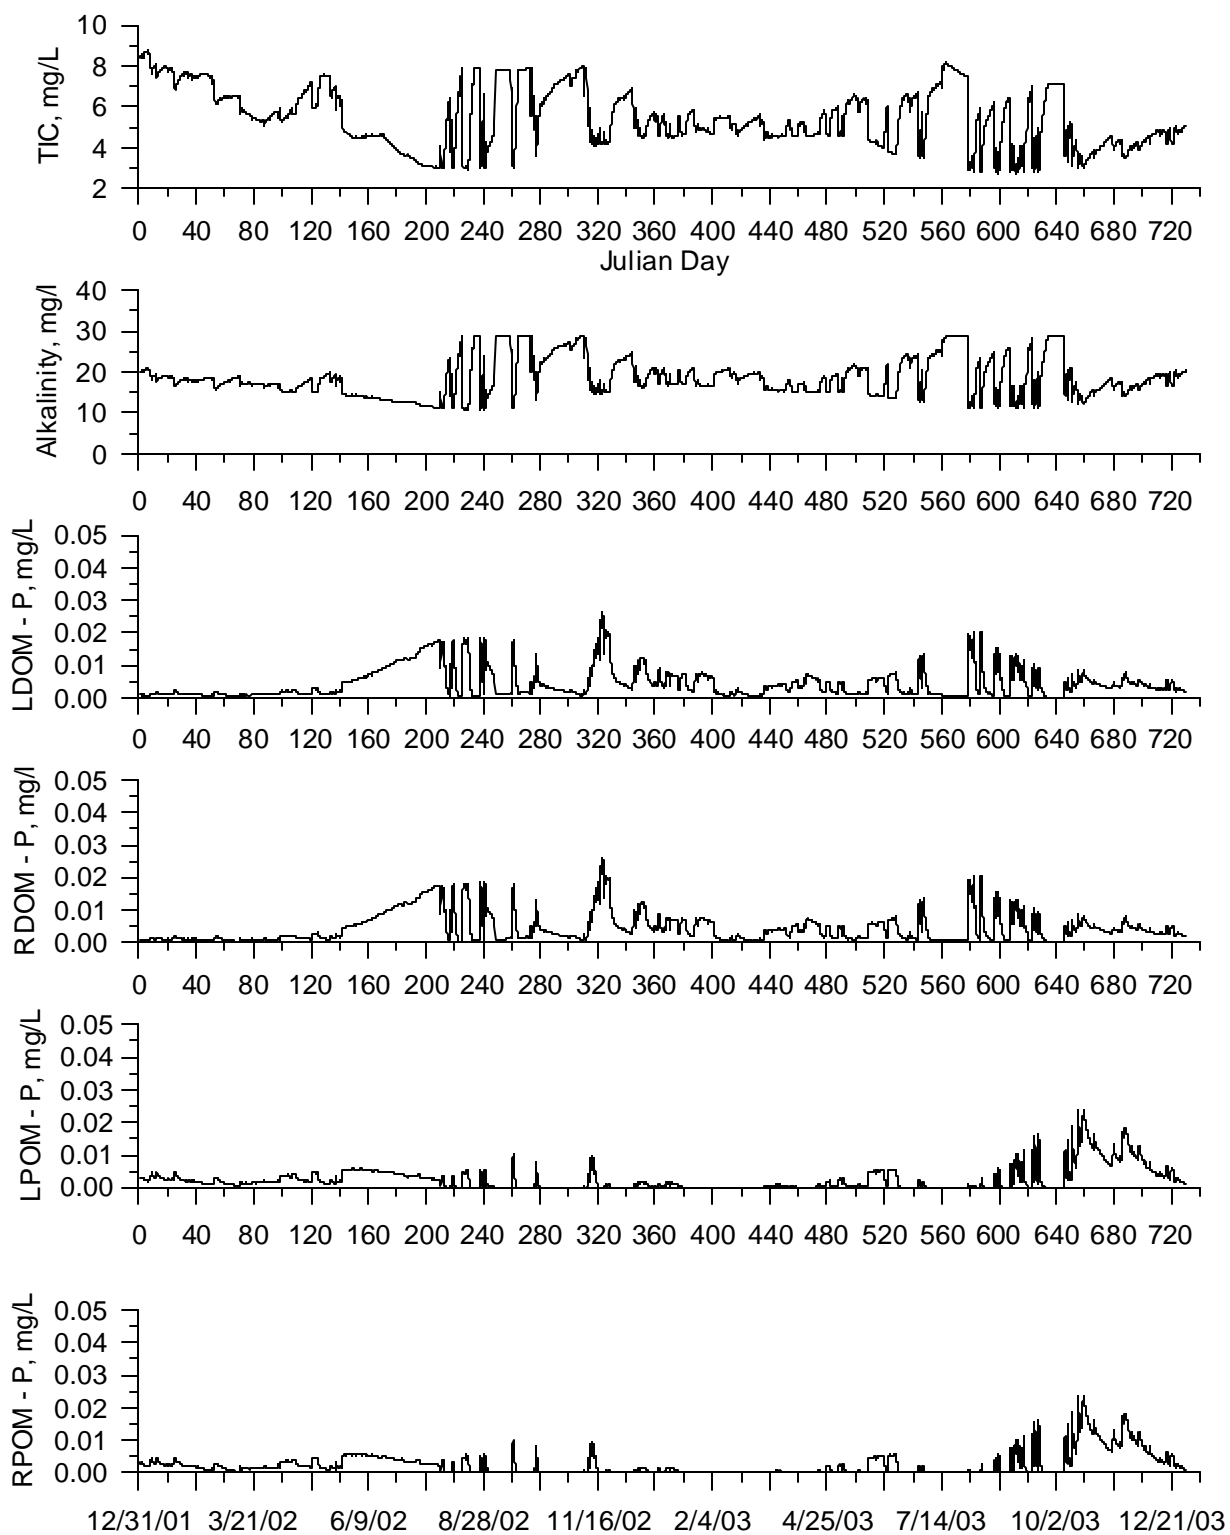 10
8
6
4
2
TIC, mg/L
0 40 80 120 160 200 240 280 320 360 400 440 480 520 560 600 640 680 720
Julian Day
40
30
20
10
0
Alkalinity, mg/l
0 40 80 120 160 200 240 280 320 360 400 440 480 520 560 600 640 680 720
0.05
0.04
0.03
0.02
0.01
0.00
LDOM - P, mg/L
0 40 80 120 160 200 240 280 320 360 400 440 480 520 560 600 640 680 720
0.05
0.04
0.03
0.02
0.01
0.00
RDOM - P, mg/l
0 40 80 120 160 200 240 280 320 360 400 440 480 520 560 600 640 680 720
0.05
0.04
0.03
0.02
0.01
0.00
LPOM - P, mg/L
0 40 80 120 160 200 240 280 320 360 400 440 480 520 560 600 640 680 720
0.05
0.04
0.03
0.02
0.01
0.00
RPOM - P, mg/L
12/31/01 3/21/02 6/9/02 8/28/02 11/16/02 2/4/03 4/25/03 7/14/03 10/2/03 12/21/03